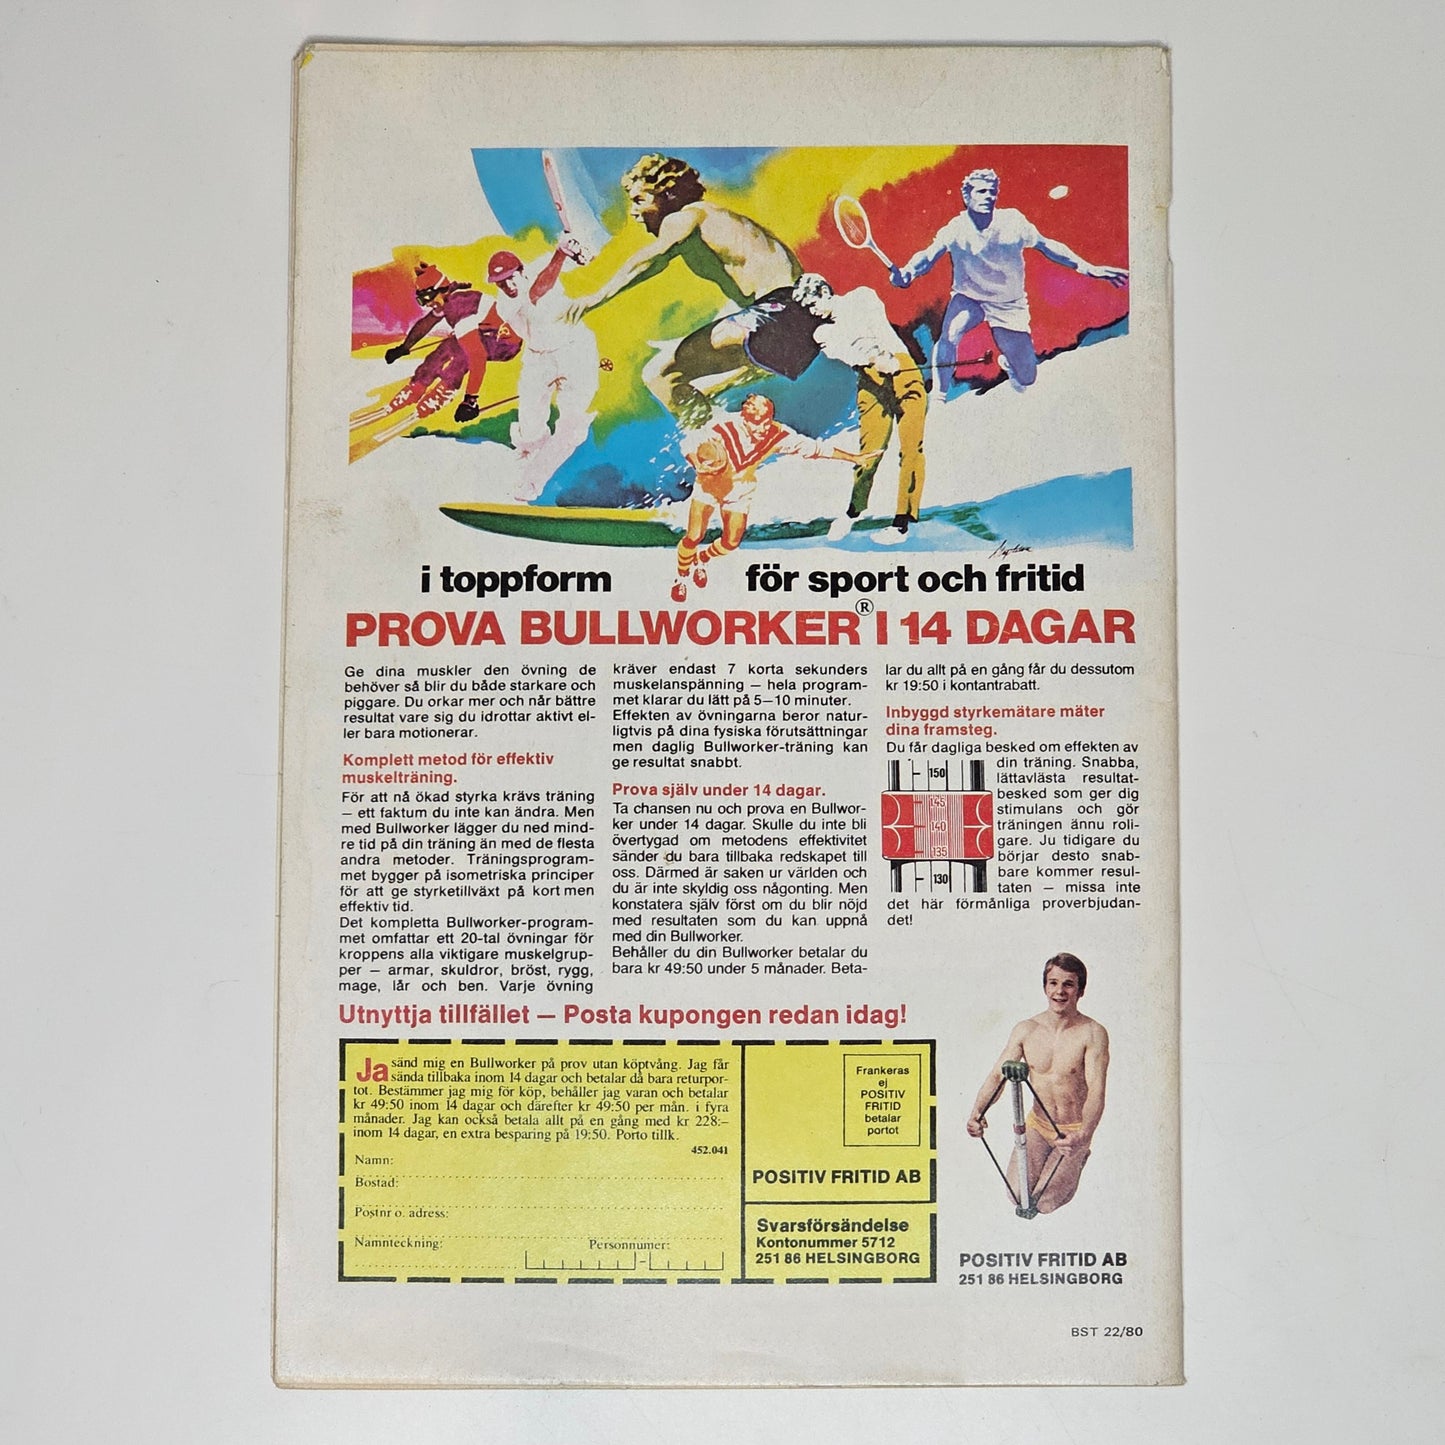 i toppform för sport och fritid
PROVA BULLWORKER® I 14 DAGAR
Ge dina muskler den övning de
behöver så blir du både starkare och
piggare. Du orkar mer och når bättre
resultat vare sig du idrottar aktivt el-
ler bara motionerar.
Komplett metod för effektiv
muskelträning.
För att nå ökad styrka krävs träning
– ett faktum du inte kan ändra. Men
med Bullworker lägger du ned mind-
re tid på din träning än med de flesta
andra metoder. Träningsprogram-
met bygger på isometriska principer
för att ge styrketillväxt på kort men
effektiv tid.
Det kompletta Bullworker-program-
met omfattar ett 20-tal övningar för
kroppens alla viktigare muskelgrup-
per – armar, skuldror, bröst, rygg,
mage, lår och ben. Varje övning
kräver endast 7 korta sekunders
muskelanspänning – hela program-
met klarar du lätt på 5–10 minuter.
Effekten av övningarna beror natur-
ligtvis på dina fysiska förutsättningar
men daglig Bullworker-träning kan
ge resultat snabbt.
Prova själv under 14 dagar.
Ta chansen nu och prova en Bullwor-
ker under 14 dagar. Skulle du inte bli
övertygad om metodens effektivitet
sänder du bara tillbaka redskapet till
oss. Därmed är saken ur världen och
du är inte skyldig oss någonting. Men
konstatera själv först om du blir nöjd
med resultaten som du kan uppnå
med din Bullworker.
Behåller du din Bullworker betalar du
bara kr 49:50 under 5 månader. Beta-
lar du allt på en gång får du dessutom
kr 19:50 i kontantrabatt.
Inbyggd styrkemätare mäter
dina framsteg.
Du får dagliga besked om effekten av
din träning. Snabba,
lättavlästa resultat-
besked som ger dig
stimulans och gör
träningen ännu roli-
gare. Ju tidigare du
börjar desto snab-
bare kommer resul-
taten – missa inte
det här förmånliga proverbjudan-
det!
150
145
140
135
130
Utnyttja tillfället – Posta kupongen redan idag!
Ja sänd mig en Bullworker på prov utan köptvång. Jag får
sända tillbaka inom 14 dagar och betalar då bara returpor-
tot. Bestämmer jag mig för köp, behåller jag varan och betalar
kr 49:50 inom 14 dagar och därefter kr 49:50 per mån. i fyra
månader. Jag kan också betala allt på en gång med kr 228:–
inom 14 dagar, en extra besparing på 19:50. Porto tillk.
452.041
Namn:
Bostad:
Postnr o. adress:
Namnteckning: Personnumer:
Frankeras
ej
POSITIV
FRITID
betalar
portot
POSITIV FRITID AB
Svarsförsändelse
Kontonummer 5712
251 86 HELSINGBORG
POSITIV FRITID AB
251 86 HELSINGBORG
BST 22/80